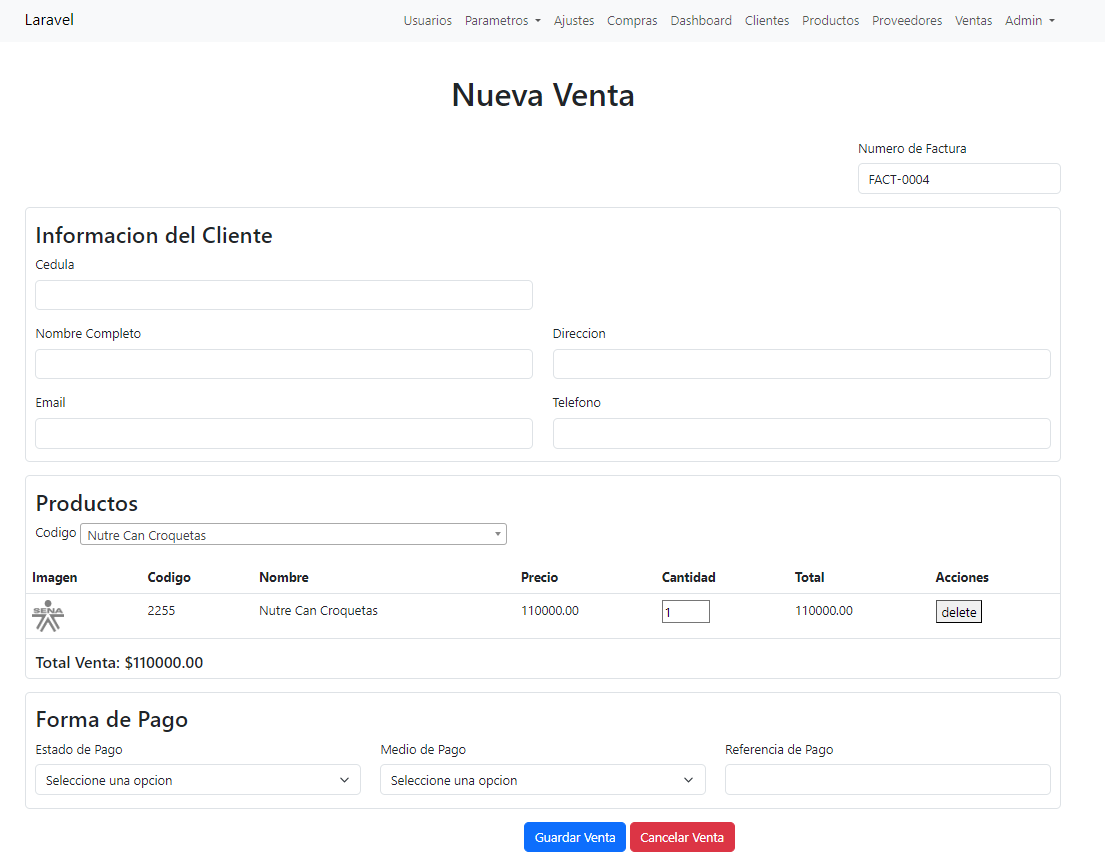 Laravel Usuarios Parametros Ajustes Compras Dashboard Clientes Productos Proveedores Ventas Admin
Nueva Venta
Numero de Factura
FACT-0004
Informacion del Cliente
Cedula
Nombre Completo Direccion
Email Telefono
Productos
Codigo Nutre Can Croquetas
Imagen Codigo Nombre Precio Cantidad Total Acciones
SENA 2255 Nutre Can Croquetas 110000.00 1 110000.00 delete
Total Venta: $110000.00
Forma de Pago
Estado de Pago Medio de Pago Referencia de Pago
Seleccione una opcion Seleccione una opcion
Guardar Venta Cancelar Venta